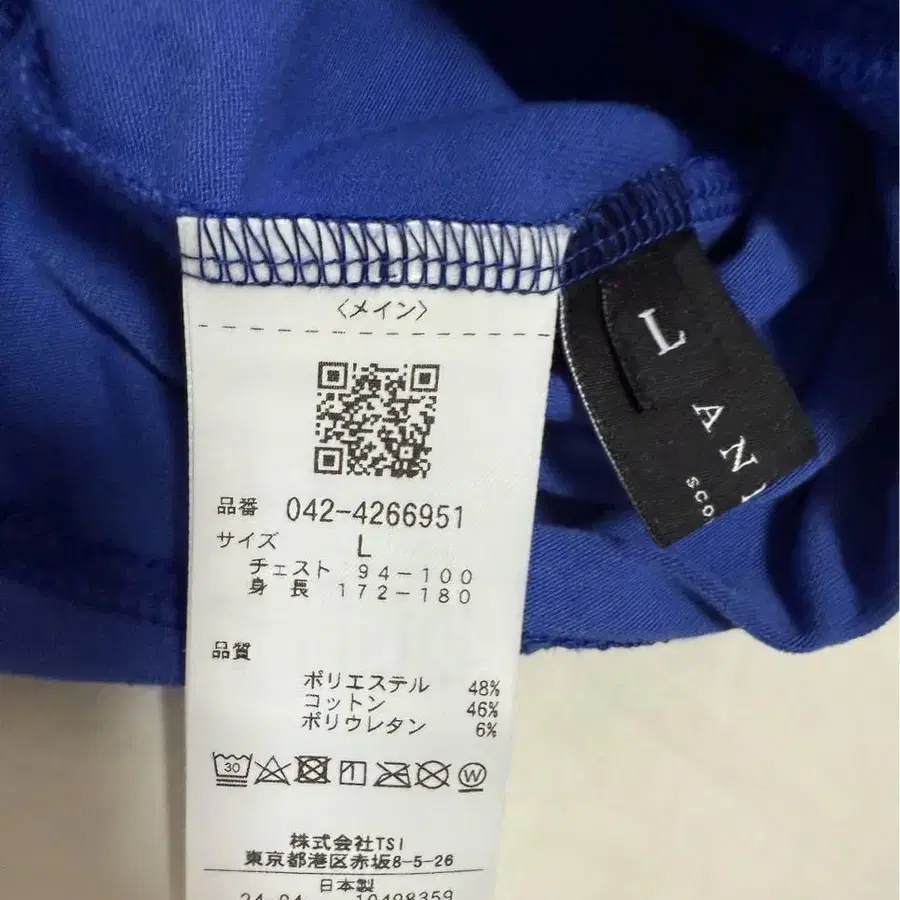 〈メイン〉
品番 042-4266951
サイズ L
チェスト 94-100
身長 172-180
品質
ポリエステル 48%
コットン 46%
ポリウレタン 6%
30
W
株式会社TSI
東京都港区赤坂8-5-26
日本製
L
AN
SCO